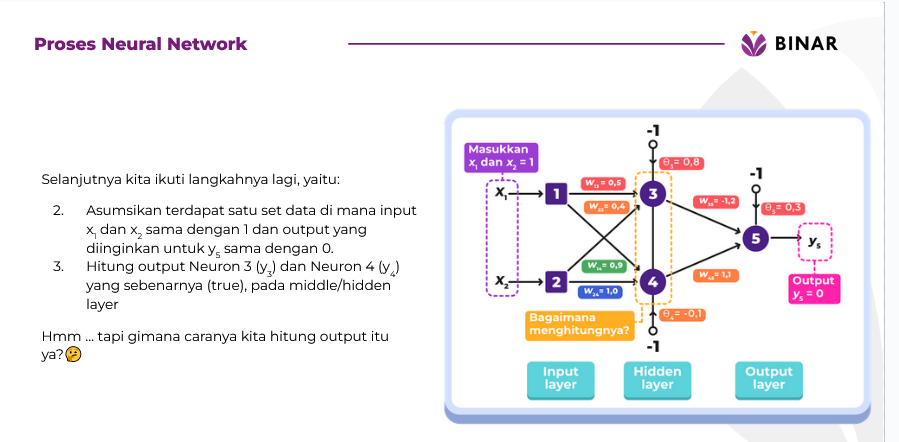 Proses Neural Network
BINAR
Selanjutnya kita ikuti langkahnya lagi, yaitu:
2. Asumsikan terdapat satu set data di mana input
x₁ dan x₂ sama dengan 1 dan output yang
diinginkan untuk y₅ sama dengan 0.
3. Hitung output Neuron 3 (y₃) dan Neuron 4 (y₄)
yang sebenarnya (true), pada middle/hidden
layer
Hmm ... tapi gimana caranya kita hitung output itu
ya?🤔
-1
Masukkan
x₁ dan x₂ = 1
θ₃= 0,8
-1
X₁
1
W₁₃= 0,5
3
W₃₅= -1,2
θ₅= 0,3
W₂₃= 0,4
5
y₅
W₁₄= 0,9
X₂
2
W₂₄= 1,0
4
W₄₅= 1,1
Output
y₅ = 0
Bagaimana
menghitungnya?
θ₄= -0,1
-1
Input
layer
Hidden
layer
Output
layer